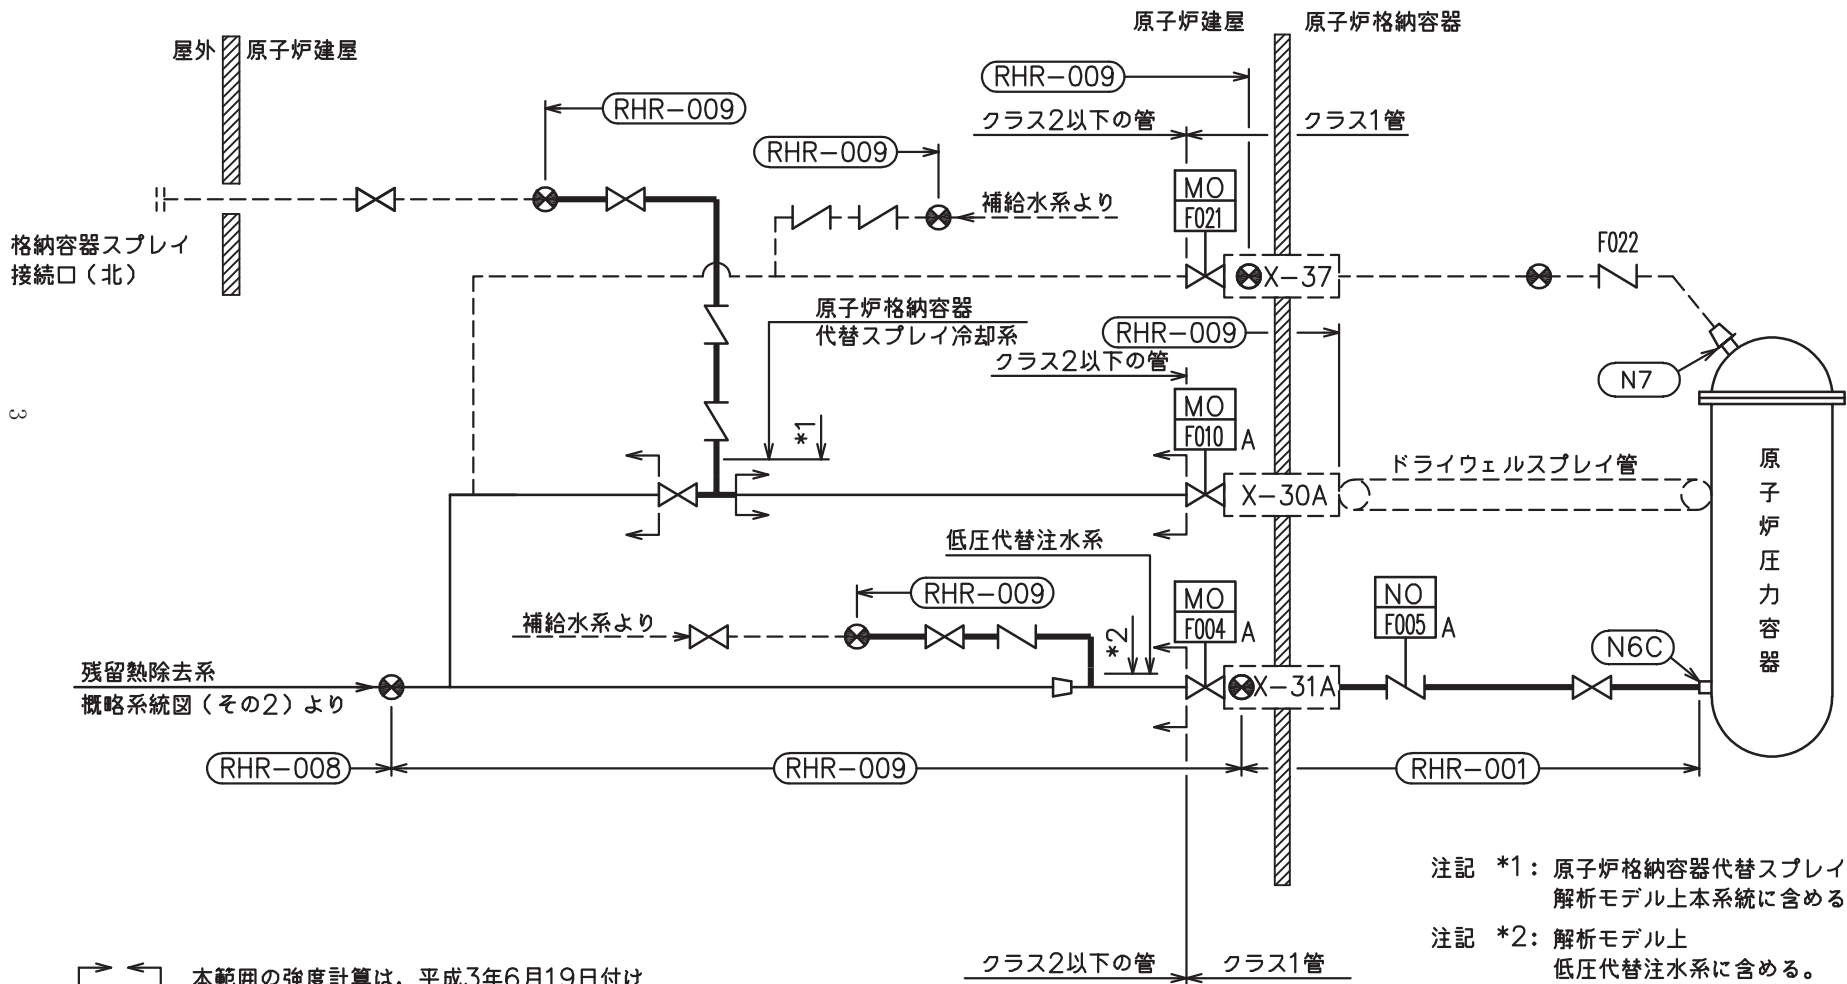 原子炉建屋
原子炉格納容器
屋外
原子炉建屋
RHR-009
RHR-009
RHR-009
クラス2以下の管
クラス1管
MO
F021
補給水系より
X-37
F022
格納容器スプレイ
接続口(北)
原子炉格納容器
代替スプレイ冷却系
RHR-009
クラス2以下の管
N7
3
*1
MO
F010
A
X-30A
ドライウェルスプレイ管
原子炉圧力容器
低圧代替注水系
RHR-009
補給水系より
*2
MO
F004
A
NO
F005
A
N6C
残留熱除去系
概略系統図(その2)より
X-31A
RHR-008
RHR-009
RHR-001
注記 *1: 原子炉格納容器代替スプレイ
解析モデル上本系統に含める
注記 *2: 解析モデル上
低圧代替注水系に含める。
クラス2以下の管
クラス1管
本範囲の強度計算は,平成3年6月19日付け